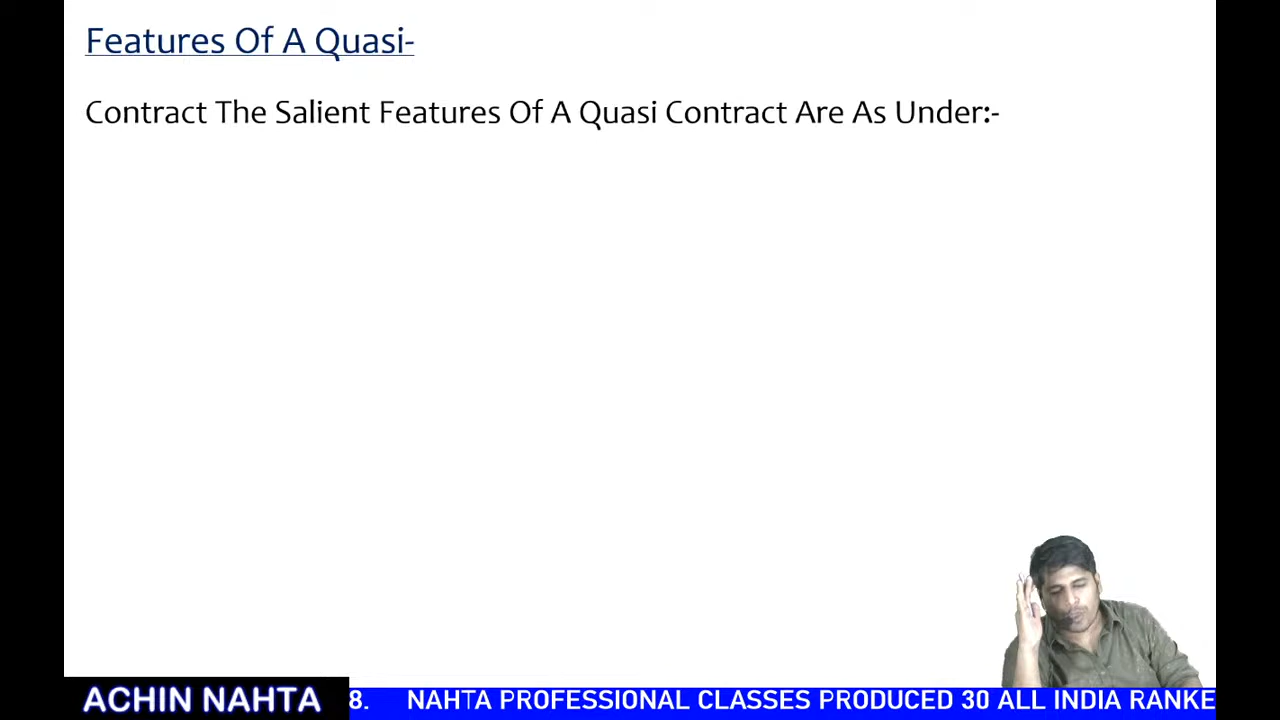 Features Of A Quasi-
Contract The Salient Features Of A Quasi Contract Are As Under:-
ACHIN NAHTA
8. NAHTA PROFESSIONAL CLASSES PRODUCED 30 ALL INDIA RANKE